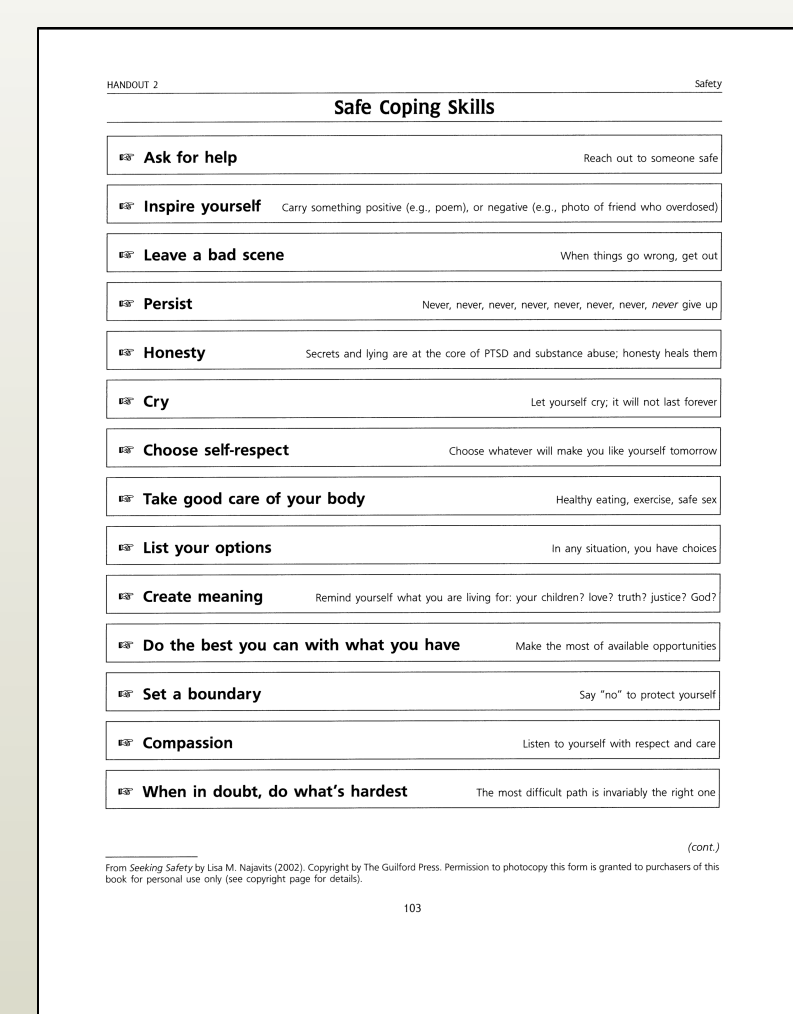 HANDOUT 2 Safety
Safe Coping Skills
☞ Ask for help Reach out to someone safe
☞ Inspire yourself Carry something positive (e.g., poem), or negative (e.g., photo of friend who overdosed)
☞ Leave a bad scene When things go wrong, get out
☞ Persist Never, never, never, never, never, never, never, never give up
☞ Honesty Secrets and lying are at the core of PTSD and substance abuse; honesty heals them
☞ Cry Let yourself cry; it will not last forever
☞ Choose self-respect Choose whatever will make you like yourself tomorrow
☞ Take good care of your body Healthy eating, exercise, safe sex
☞ List your options In any situation, you have choices
☞ Create meaning Remind yourself what you are living for: your children? love? truth? justice? God?
☞ Do the best you can with what you have Make the most of available opportunities
☞ Set a boundary Say "no" to protect yourself
☞ Compassion Listen to yourself with respect and care
☞ When in doubt, do what's hardest The most difficult path is invariably the right one
(cont.)
From Seeking Safety by Lisa M. Najavits (2002). Copyright by The Guilford Press. Permission to photocopy this form is granted to purchasers of this
book for personal use only (see copyright page for details).
103